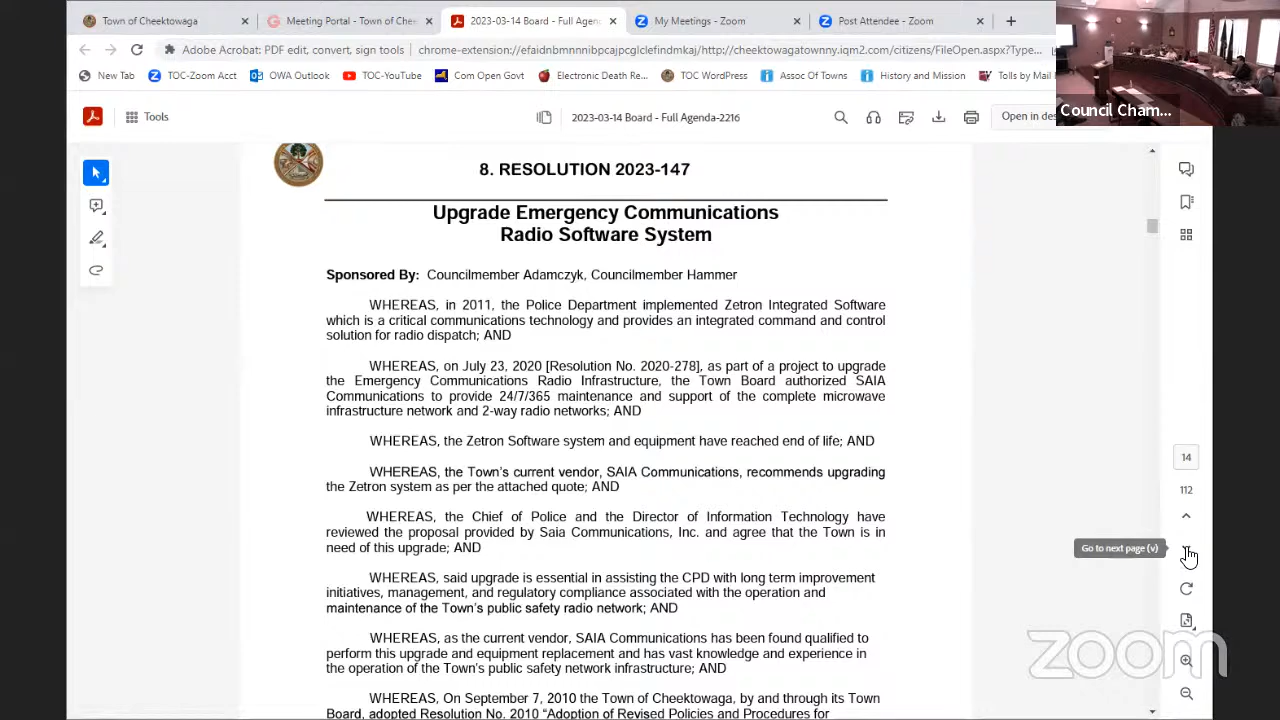 Town of Cheektowaga
Meeting Portal - Town of Che
2023-03-14 Board - Full Agenda
My Meetings - Zoom
Post Attendee - Zoom
Adobe Acrobat: PDF edit, convert, sign tools
chrome-extension://efaidnbmnnnibpcajpcglclefindmkaj/http://cheektowagatownny.iqm2.com/citizens/FileOpen.aspx?Type...
New Tab
TOC-Zoom Acct
OWA Outlook
TOC-YouTube
Com Open Govt
Electronic Death Re...
TOC WordPress
Assoc Of Towns
History and Mission
Tolls by Mail
Council Cham...
Tools
2023-03-14 Board - Full Agenda-2216
Open in des
8. RESOLUTION 2023-147
Upgrade Emergency Communications
Radio Software System
Sponsored By: Councilmember Adamczyk, Councilmember Hammer
WHEREAS, in 2011, the Police Department implemented Zetron Integrated Software
which is a critical communications technology and provides an integrated command and control
solution for radio dispatch; AND
WHEREAS, on July 23, 2020 [Resolution No. 2020-278], as part of a project to upgrade
the Emergency Communications Radio Infrastructure, the Town Board authorized SAIA
Communications to provide 24/7/365 maintenance and support of the complete microwave
infrastructure network and 2-way radio networks; AND
WHEREAS, the Zetron Software system and equipment have reached end of life; AND
WHEREAS, the Town's current vendor, SAIA Communications, recommends upgrading
the Zetron system as per the attached quote; AND
WHEREAS, the Chief of Police and the Director of Information Technology have
reviewed the proposal provided by Saia Communications, Inc. and agree that the Town is in
need of this upgrade; AND
WHEREAS, said upgrade is essential in assisting the CPD with long term improvement
initiatives, management, and regulatory compliance associated with the operation and
maintenance of the Town's public safety radio network; AND
WHEREAS, as the current vendor, SAIA Communications has been found qualified to
perform this upgrade and equipment replacement and has vast knowledge and experience in
the operation of the Town's public safety network infrastructure; AND
WHEREAS, On September 7, 2010 the Town of Cheektowaga, by and through its Town
Board, adopted Resolution No. 2010 "Adoption of Revised Policies and Procedures for
14
112
Go to next page (v)
zoom